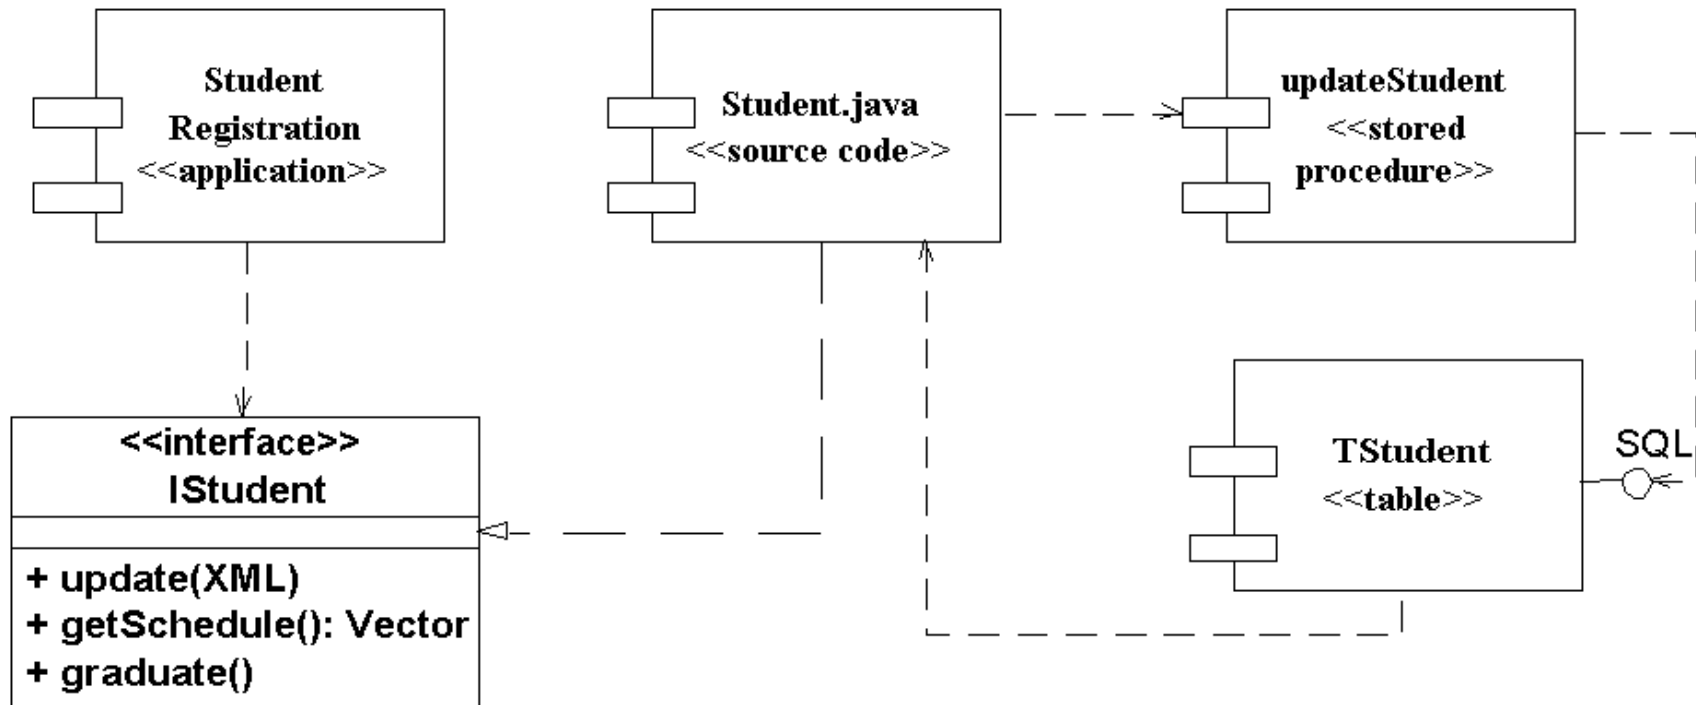 Student
Registration
<<application>>
Student.java
<<source code>>
updateStudent
<<stored
procedure>>
<<interface>>
IStudent
+ update(XML)
+ getSchedule(): Vector
+ graduate()
TStudent
<<table>>
SQL